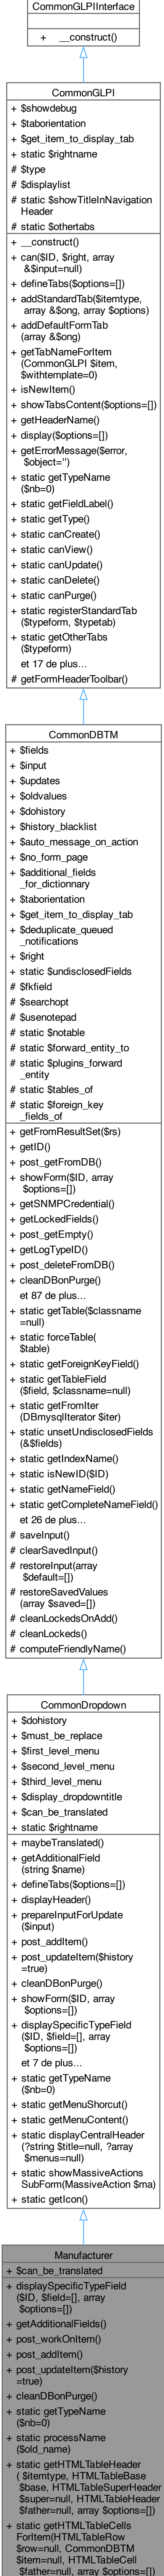 CommonGLPIInterface
+ __construct()
CommonGLPI
+ $showdebug
+ $taborientation
+ $get_item_to_display_tab
+ static $rightname
# $type
# $displaylist
# static $showTitleInNavigation
Header
# static $othertabs
+ __construct()
+ can($ID, $right, array
&$input=null)
+ defineTabs($options=[])
+ addStandardTab($itemtype,
array &$ong, array $options)
+ addDefaultFormTab
(array &$ong)
+ getTabNameForItem
(CommonGLPI $item,
$withtemplate=0)
+ isNewItem()
+ showTabsContent($options=[])
+ getHeaderName()
+ display($options=[])
+ getErrorMessage($error,
$object='')
+ static getTypeName
($nb=0)
+ static getFieldLabel()
+ static getType()
+ static canCreate()
+ static canView()
+ static canUpdate()
+ static canDelete()
+ static canPurge()
+ static registerStandardTab
($typeform, $typetab)
+ static getOtherTabs
($typeform)
et 17 de plus...
# getFormHeaderToolbar()
CommonDBTM
+ $fields
+ $input
+ $updates
+ $oldvalues
+ $dohistory
+ $history_blacklist
+ $auto_message_on_action
+ $no_form_page
+ $additional_fields
_for_dictionnary
+ $taborientation
+ $get_item_to_display_tab
+ $deduplicate_queued
_notifications
+ $right
+ static $undisclosedFields
# $fkfield
# $searchopt
# $usenotepad
# static $notable
# static $forward_entity_to
# static $plugins_forward
_entity
# static $tables_of
# static $foreign_key
_fields_of
+ getFromResultSet($rs)
+ getID()
+ post_getFromDB()
+ showForm($ID, array
$options=[])
+ getSNMPCredential()
+ getLockedFields()
+ post_getEmpty()
+ getLogTypeID()
+ post_deleteFromDB()
+ cleanDBonPurge()
et 87 de plus...
+ static getTable($classname
=null)
+ static forceTable(
$table)
+ static getForeignKeyField()
+ static getTableField
($field, $classname=null)
+ static getFromIter
(DBmysqlIterator $iter)
+ static unsetUndisclosedFields
(&$fields)
+ static getIndexName()
+ static isNewID($ID)
+ static getNameField()
+ static getCompleteNameField()
et 26 de plus...
# saveInput()
# clearSavedInput()
# restoreInput(array
$default=[])
# restoreSavedValues
(array $saved=[])
# cleanLockedsOnAdd()
# cleanLockeds()
# computeFriendlyName()
CommonDropdown
+ $dohistory
+ $must_be_replace
+ $first_level_menu
+ $second_level_menu
+ $third_level_menu
+ $display_dropdowntitle
+ $can_be_translated
+ static $rightname
+ maybeTranslated()
+ getAdditionalField
(string $name)
+ defineTabs($options=[])
+ displayHeader()
+ prepareInputForUpdate
($input)
+ post_addItem()
+ post_updateItem($history
=true)
+ cleanDBonPurge()
+ showForm($ID, array
$options=[])
+ displaySpecificTypeField
($ID, $field=[], array
$options=[])
et 7 de plus...
+ static getTypeName
($nb=0)
+ static getMenuShorcut()
+ static getMenuContent()
+ static displayCentralHeader
(?string $title=null, ?array
$menus=null)
+ static showMassiveActions
SubForm(MassiveAction $ma)
+ static getIcon()
Manufacturer
+ $can_be_translated
+ displaySpecificTypeField
($ID, $field=[], array
$options=[])
+ getAdditionalFields()
+ post_workOnItem()
+ post_addItem()
+ post_updateItem($history
=true)
+ cleanDBonPurge()
+ static getTypeName
($nb=0)
+ static processName
($old_name)
+ static getHTMLTableHeader
( $itemtype, HTMLTableBase
$base, HTMLTableSuperHeader
$super=null, HTMLTableHeader
$father=null, array $options=[])
+ static getHTMLTableCells
ForItem(HTMLTableRow
$row=null, CommonDBTM
$item=null, HTMLTableCell
$father=null, array $options=[])